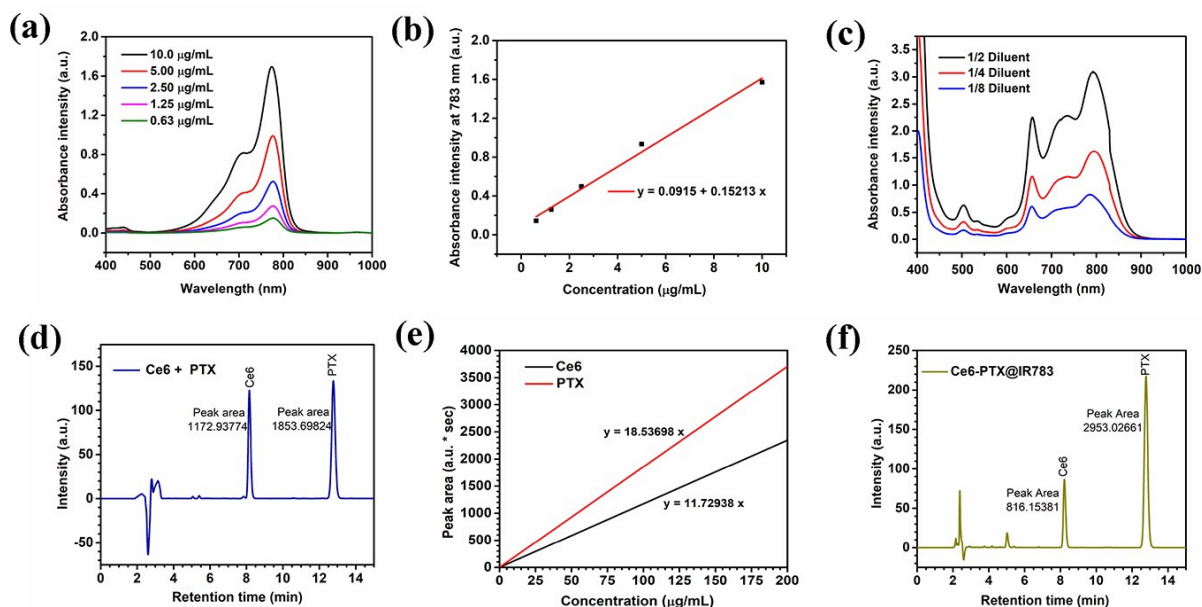 (a)
10.0 μg/mL
5.00 μg/mL
2.50 μg/mL
1.25 μg/mL
0.63 μg/mL
Absorbance intensity (a.u.)
2.0
1.6
1.2
0.8
0.4
0.0
400 500 600 700 800 900 1000
Wavelength (nm)
(b)
Absorbance intensity at 783 nm (a.u.)
2.0
1.6
1.2
0.8
0.4
0.0
y = 0.0915 + 0.15213 x
0 2 4 6 8 10
Concentration (μg/mL)
(c)
1/2 Diluent
1/4 Diluent
1/8 Diluent
Absorbance intensity (a.u.)
3.5
3.0
2.5
2.0
1.5
1.0
0.5
0.0
400 500 600 700 800 900 1000
Wavelength (nm)
(d)
Ce6 + PTX
Intensity (a.u.)
150
100
50
0
-50
Ce6
PTX
Peak area
1172.93774
Peak area
1853.69824
0 2 4 6 8 10 12 14
Retention time (min)
(e)
Ce6
PTX
Peak area (a.u. * sec)
4000
3500
3000
2500
2000
1500
1000
500
0
y = 18.53698 x
y = 11.72938 x
0 25 50 75 100 125 150 175 200
Concentration (μg/mL)
(f)
Ce6-PTX@IR783
Intensity (a.u.)
250
200
150
100
50
0
PTX
Peak Area
2953.02661
Ce6
Peak Area
816.15381
0 2 4 6 8 10 12 14
Retention time (min)